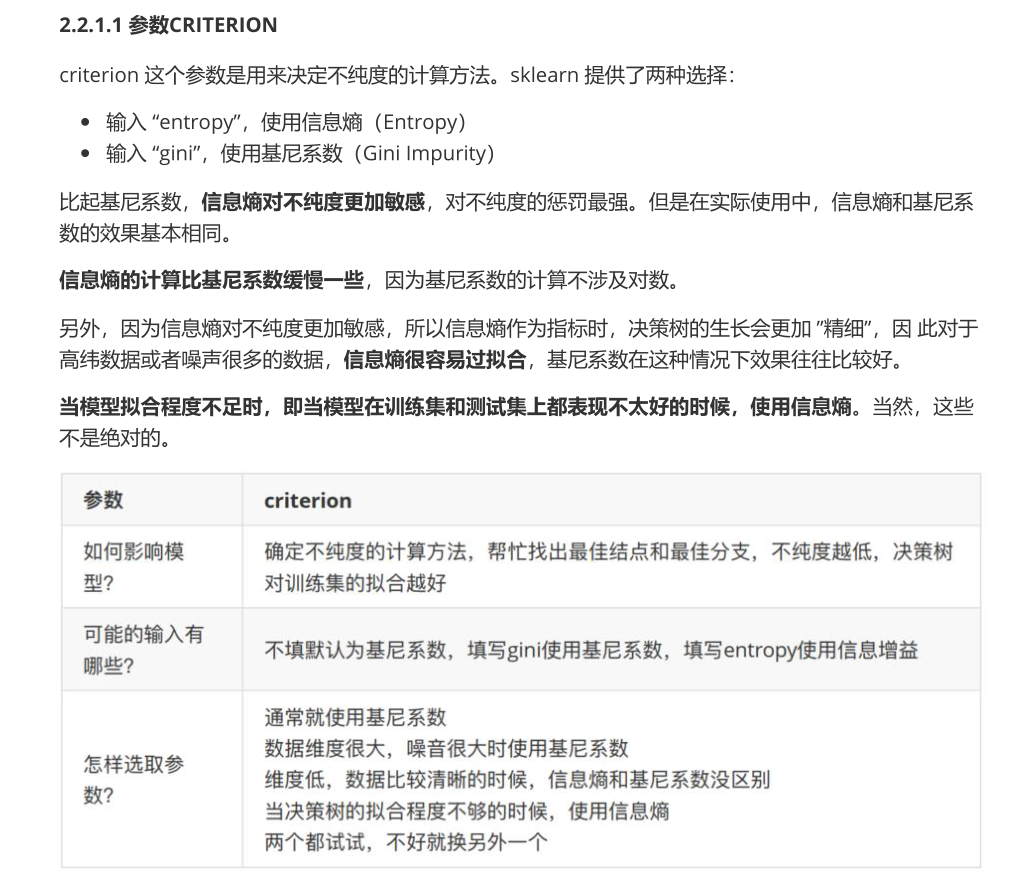 2.2.1.1 参数CRITERION
criterion 这个参数是用来决定不纯度的计算方法。sklearn 提供了两种选择：
• 输入 “entropy”，使用信息熵（Entropy）
• 输入 “gini”，使用基尼系数（Gini Impurity）
比起基尼系数，信息熵对不纯度更加敏感，对不纯度的惩罚最强。但是在实际使用中，信息熵和基尼系
数的效果基本相同。
信息熵的计算比基尼系数缓慢一些，因为基尼系数的计算不涉及对数。
另外，因为信息熵对不纯度更加敏感，所以信息熵作为指标时，决策树的生长会更加 ”精细”，因 此对于
高纬数据或者噪声很多的数据，信息熵很容易过拟合，基尼系数在这种情况下效果往往比较好。
当模型拟合程度不足时，即当模型在训练集和测试集上都表现不太好的时候，使用信息熵。当然，这些
不是绝对的。
参数 criterion
如何影响模
型?
确定不纯度的计算方法，帮忙找出最佳结点和最佳分支，不纯度越低，决策树
对训练集的拟合越好
可能的输入有
哪些?
不填默认为基尼系数，填写gini使用基尼系数，填写entropy使用信息增益
怎样选取参
数?
通常就使用基尼系数
数据维度很大，噪音很大时使用基尼系数
维度低，数据比较清晰的时候，信息熵和基尼系数没区别
当决策树的拟合程度不够的时候，使用信息熵
两个都试试，不好就换另外一个